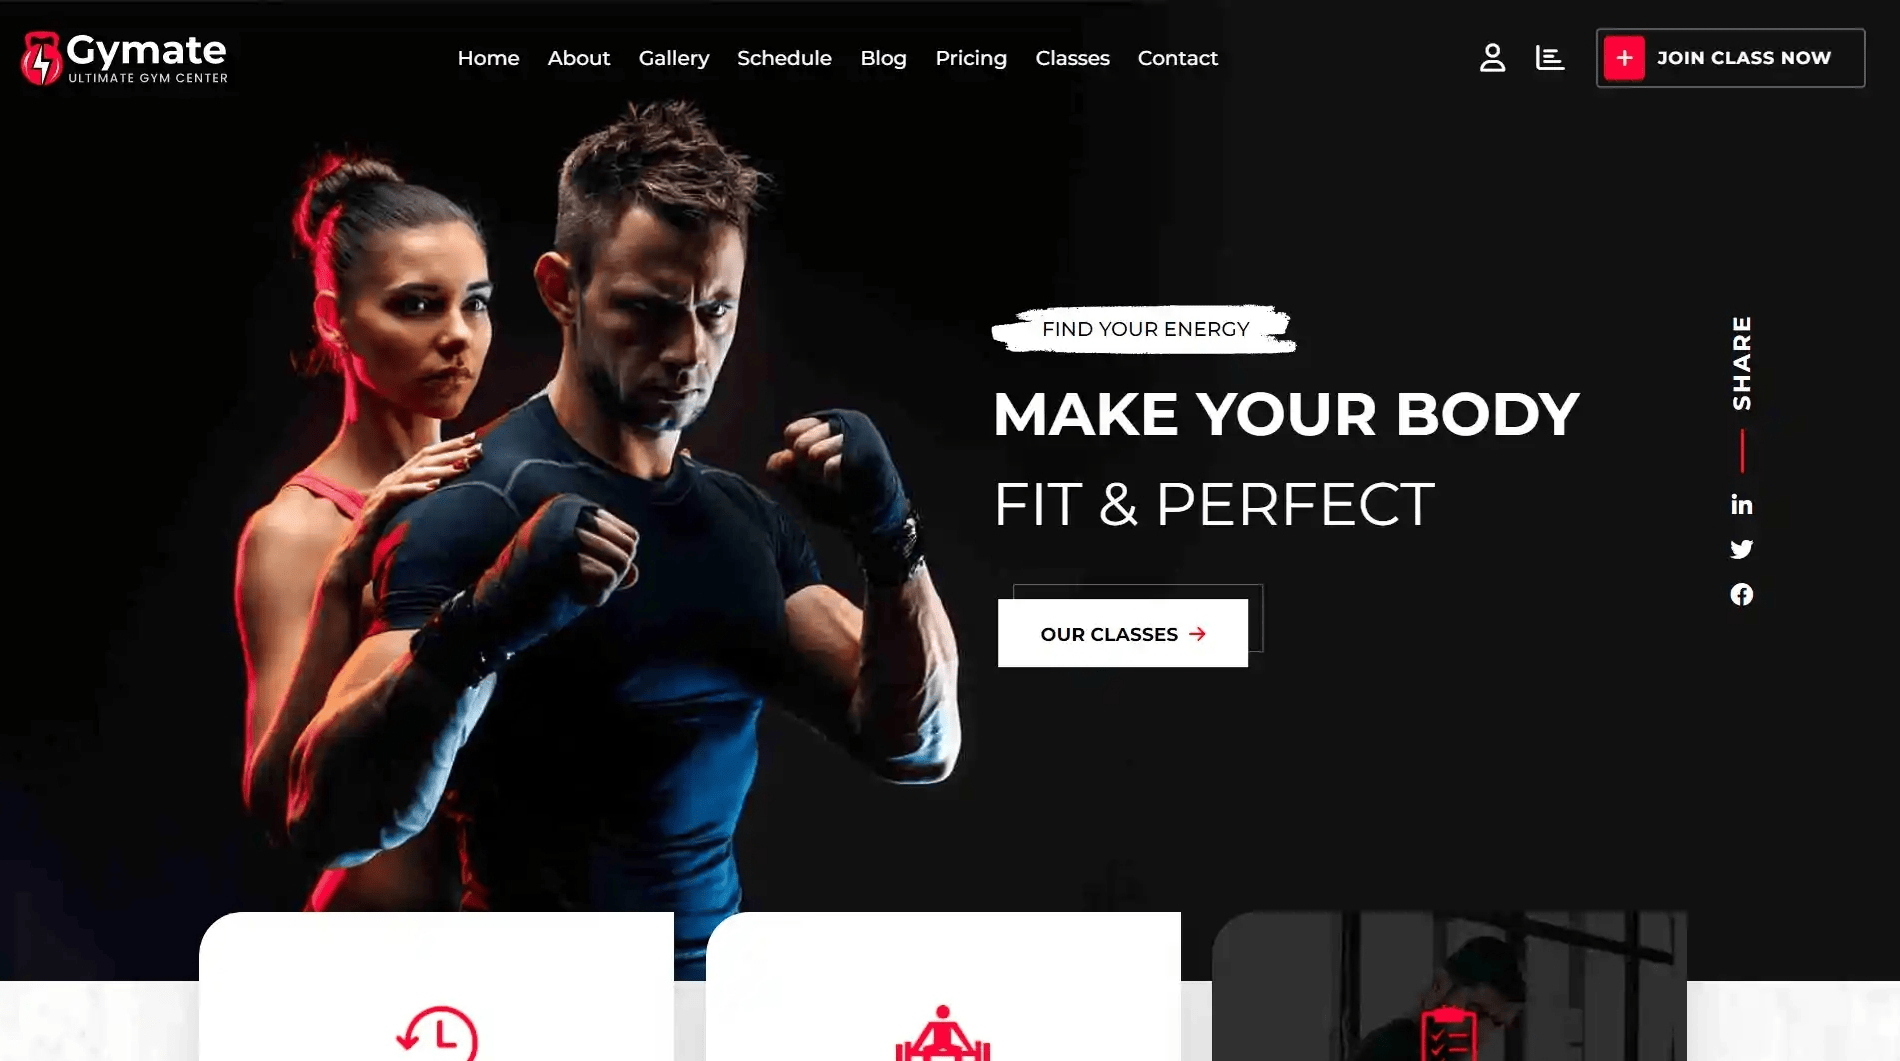 Gymate
ULTIMATE GYM CENTER
Home About Gallery Schedule Blog Pricing Classes Contact
JOIN CLASS NOW
FIND YOUR ENERGY
MAKE YOUR BODY
FIT & PERFECT
OUR CLASSES
SHARE